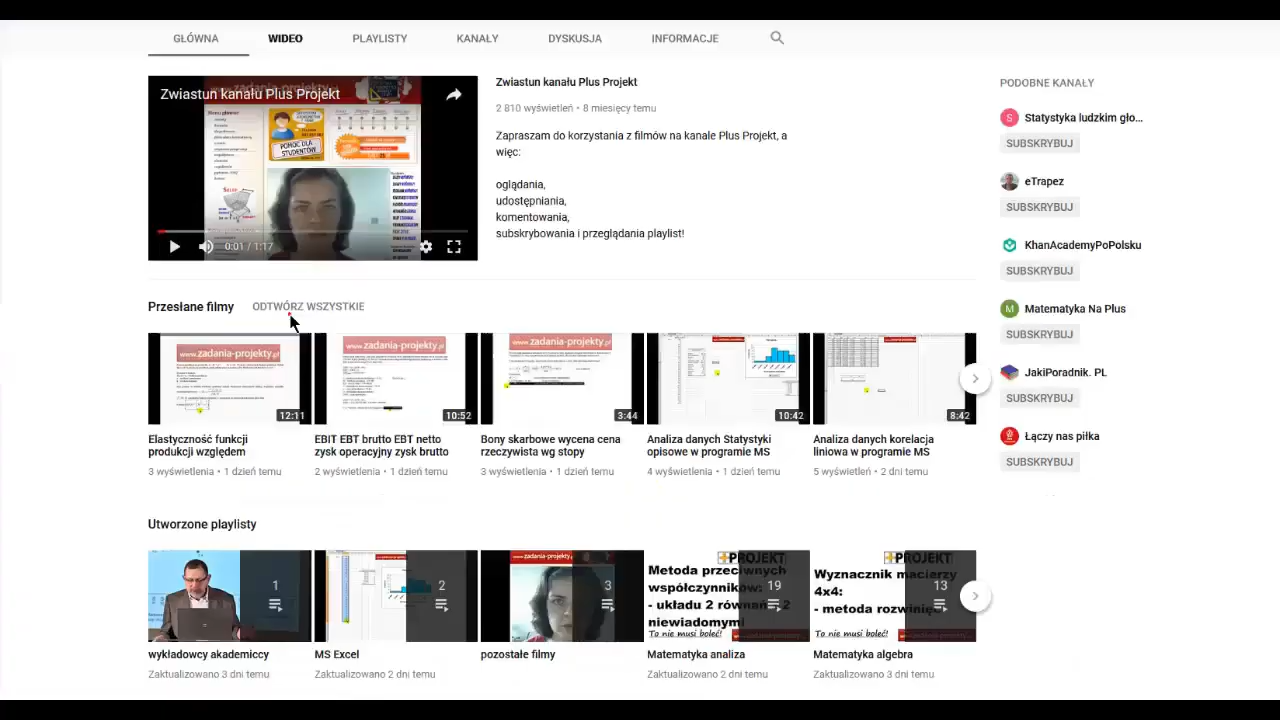 GŁÓWNA WIDEO PLAYLISTY KANAŁY DYSKUSJA INFORMACJE
Zwiastun kanału Plus Projekt
POMOC DLA
STUDENTÓW
0:01 / 1:17
Zwiastun kanału Plus Projekt
2 810 wyświetleń • 8 miesięcy temu
Zapraszam do korzystania z filmów na kanale Plus Projekt, a
więc:
oglądania,
udostępniania,
komentowania,
subskrybowania i przeglądania playlist!
PODOBNE KANAŁY
S Statystyka ludzkim gło...
SUBSKRYBUJ
eTrapez
SUBSKRYBUJ
KhanAcademyPoPolsku
SUBSKRYBUJ
M Matematyka Na Plus
SUBSKRYBUJ
JakiPoradnik. PL
SUBSKRYBUJ
Łączy nas piłka
SUBSKRYBUJ
Przesłane filmy ODTWÓRZ WSZYSTKIE
www.zadania-projekty.pl
12:11
Elastyczność funkcji
produkcji względem
3 wyświetlenia • 1 dzień temu
www.zadania-projekty.pl
10:52
EBIT EBT brutto EBT netto
zysk operacyjny zysk brutto
2 wyświetlenia • 1 dzień temu
www.zadania-projekty.pl
3:44
Bony skarbowe wycena cena
rzeczywista wg stopy
3 wyświetlenia • 1 dzień temu
10:42
Analiza danych Statystyki
opisowe w programie MS
4 wyświetlenia • 1 dzień temu
8:42
Analiza danych korelacja
liniowa w programie MS
5 wyświetleń • 2 dni temu
Utworzone playlisty
1
wykładowcy akademiccy
Zaktualizowano 3 dni temu
2
MS Excel
Zaktualizowano 2 dni temu
3
pozostałe filmy
PROJEKT
Metoda przeciwnych
współczynników:
- układu 2 równań 2
niewiadomymi
To nie musi boleć!
19
Matematyka analiza
Zaktualizowano 2 dni temu
PROJEKT
Wyznacznik macierzy
4x4:
- metoda rozwinię
To nie musi boleć!
13
Matematyka algebra
Zaktualizowano 3 dni temu